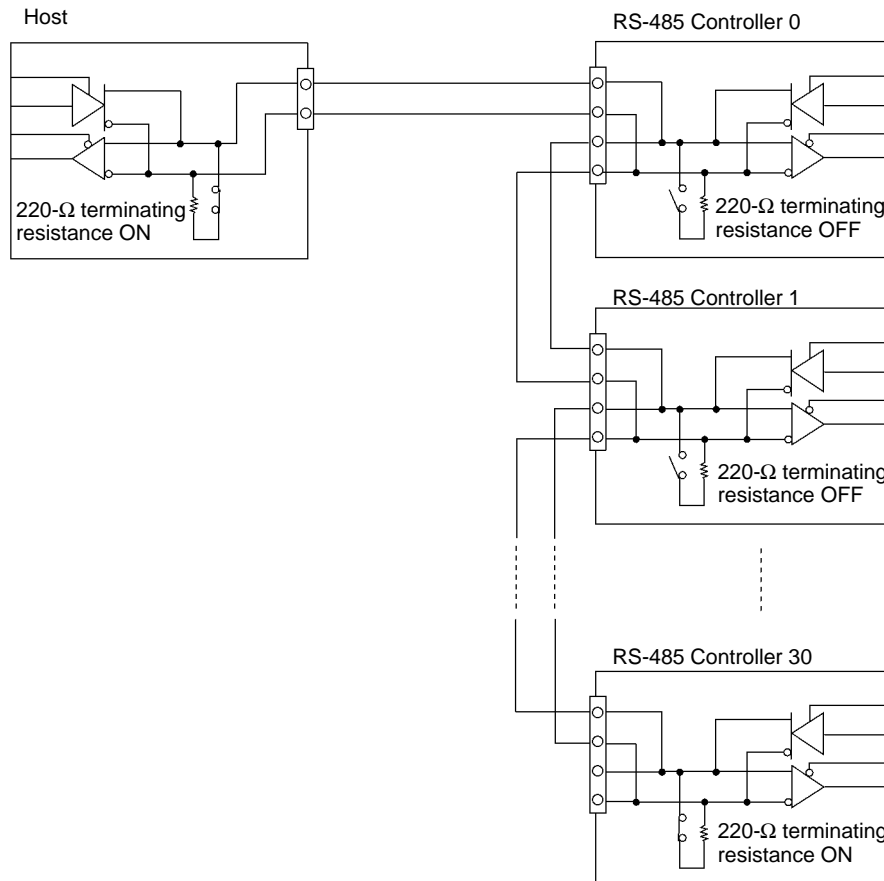 Host
RS-485 Controller 0
220-Ω terminating
resistance ON
220-Ω terminating
resistance OFF
RS-485 Controller 1
220-Ω terminating
resistance OFF
RS-485 Controller 30
220-Ω terminating
resistance ON